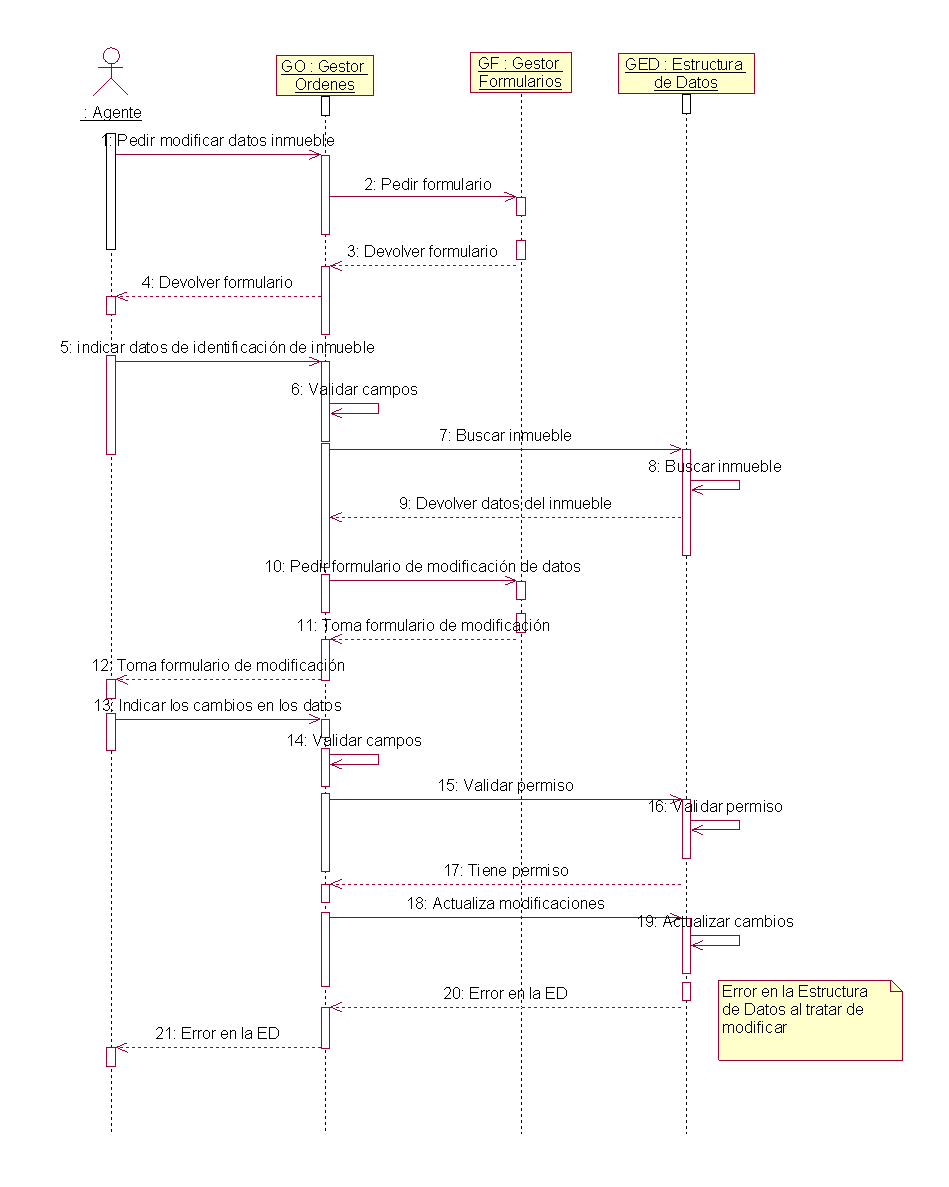 : Agente
GO : Gestor
Ordenes
GF : Gestor
Formularios
GED : Estructura
de Datos
1: Pedir modificar datos inmueble
2: Pedir formulario
3: Devolver formulario
4: Devolver formulario
5: indicar datos de identificación de inmueble
6: Validar campos
7: Buscar inmueble
8: Buscar inmueble
9: Devolver datos del inmueble
10: Pedir formulario de modificación de datos
11: Toma formulario de modificación
12: Toma formulario de modificación
13: Indicar los cambios en los datos
14: Validar campos
15: Validar permiso
16: Validar permiso
17: Tiene permiso
18: Actualiza modificaciones
19: Actualizar cambios
20: Error en la ED
Error en la Estructura
de Datos al tratar de
modificar
21: Error en la ED